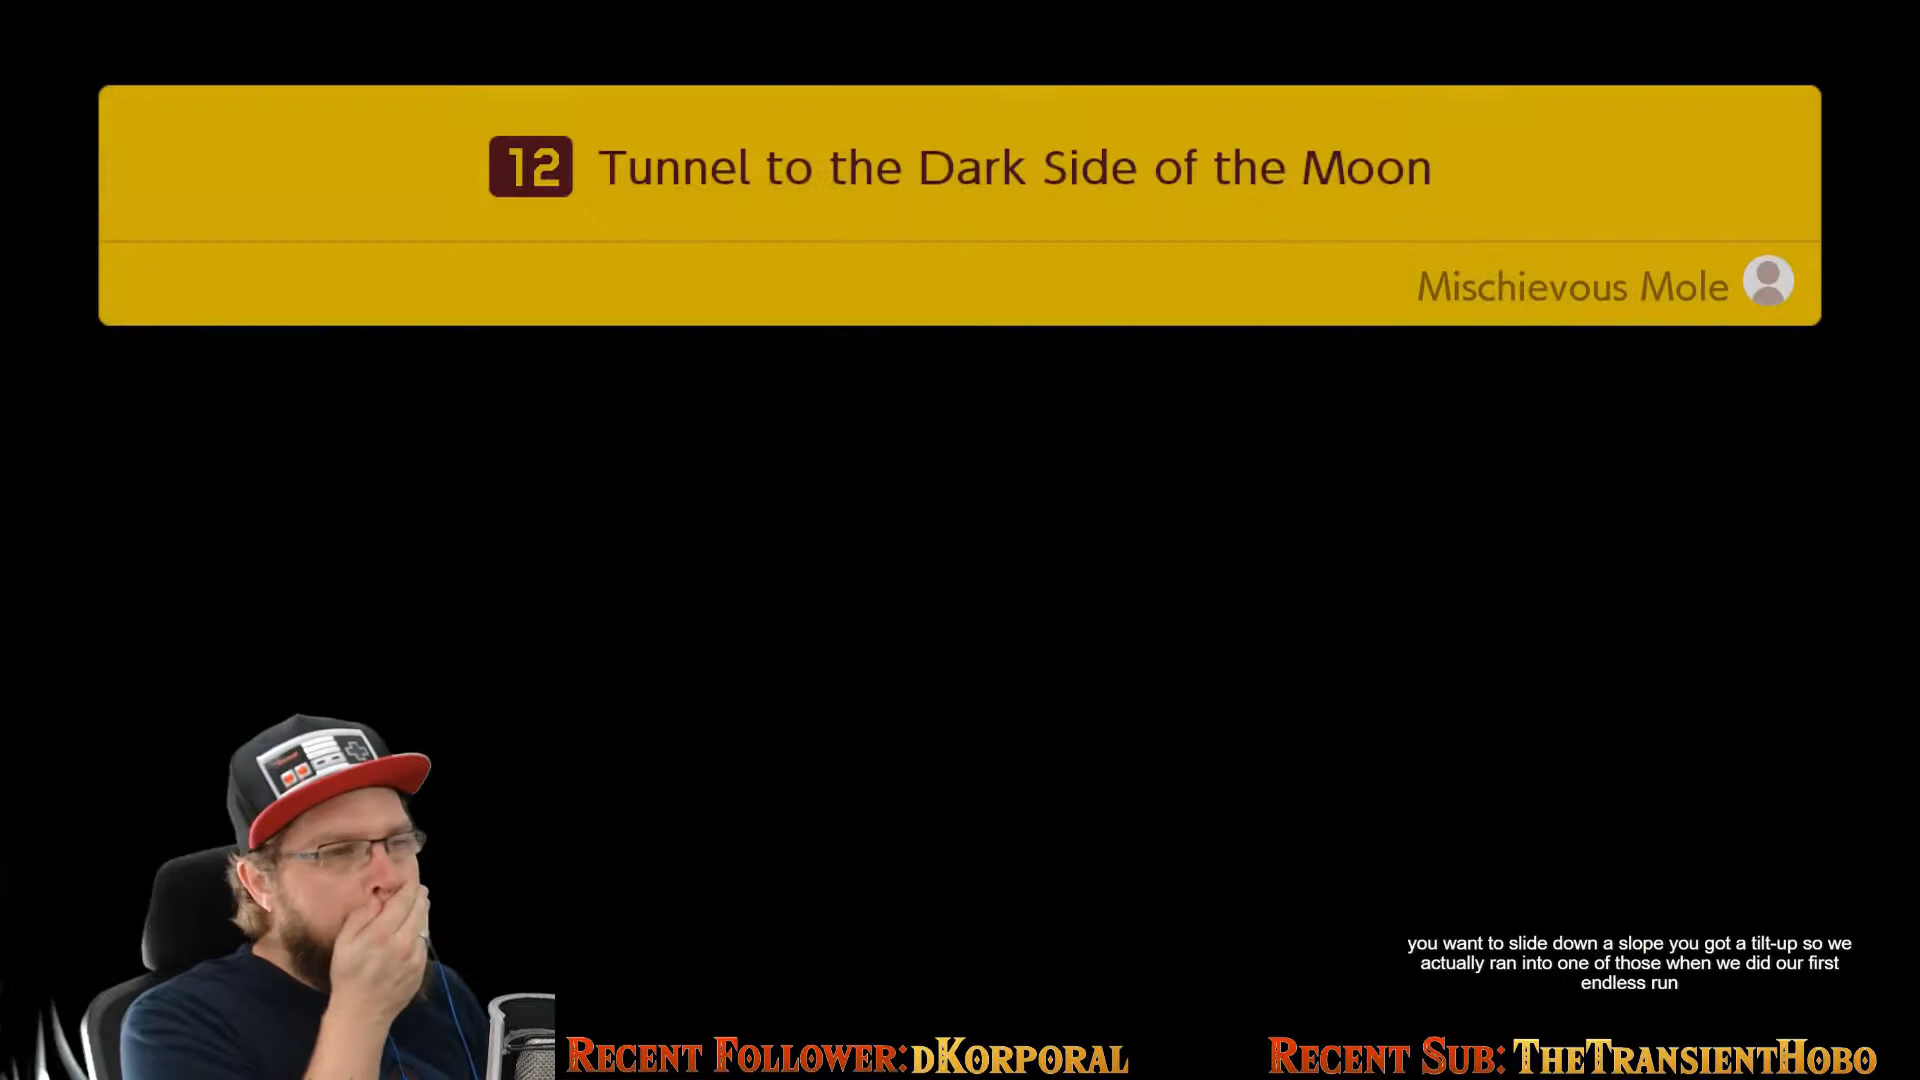 12 Tunnel to the Dark Side of the Moon
Mischievous Mole
you want to slide down a slope you got a tilt-up so we
actually ran into one of those when we did our first
endless run
Recent Follower: dKorporal
Recent Sub: TheTransientHobo